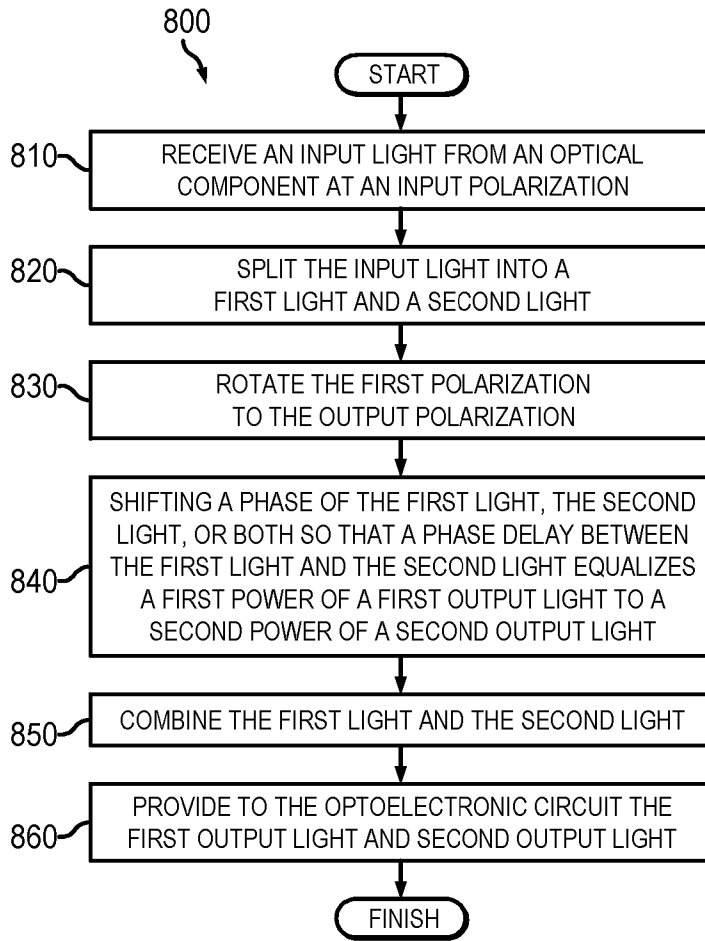 800
START
810
RECEIVE AN INPUT LIGHT FROM AN OPTICAL
COMPONENT AT AN INPUT POLARIZATION
820
SPLIT THE INPUT LIGHT INTO A
FIRST LIGHT AND A SECOND LIGHT
830
ROTATE THE FIRST POLARIZATION
TO THE OUTPUT POLARIZATION
840
SHIFTING A PHASE OF THE FIRST LIGHT, THE SECOND
LIGHT, OR BOTH SO THAT A PHASE DELAY BETWEEN
THE FIRST LIGHT AND THE SECOND LIGHT EQUALIZES
A FIRST POWER OF A FIRST OUTPUT LIGHT TO A
SECOND POWER OF A SECOND OUTPUT LIGHT
850
COMBINE THE FIRST LIGHT AND THE SECOND LIGHT
860
PROVIDE TO THE OPTOELECTRONIC CIRCUIT THE
FIRST OUTPUT LIGHT AND SECOND OUTPUT LIGHT
FINISH